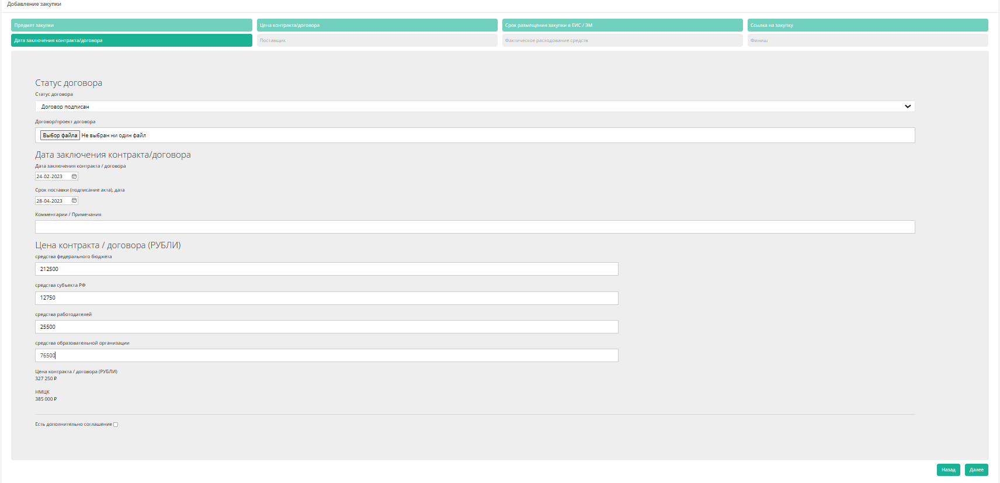 Добавление закупки
Предмет закупки
Цена контракта/договора
Срок размещения закупки в ЕИС / ЭМ
Ссылка на закупку
Дата заключения контракта/договора
Поставщик
Фактическое расходование средств
Финиш
Статус договора
Статус договора
Договор подписан
Договор/проект договора
Выбор файла Не выбран ни один файл
Дата заключения контракта/договора
Дата заключения контракта / договора
24-02-2023
Срок поставки (подписание акта), дата
28-04-2023
Комментарии / Примечания
Цена контракта / договора (РУБЛИ)
средства федерального бюджета
212500
средства субъекта РФ
12750
средства работодателей
25500
средства образовательной организации
76500
Цена контракта / договора (РУБЛИ)
327 250 ₽
НМЦК
385 000 ₽
Есть дополнительно соглашение
Назад
Далее